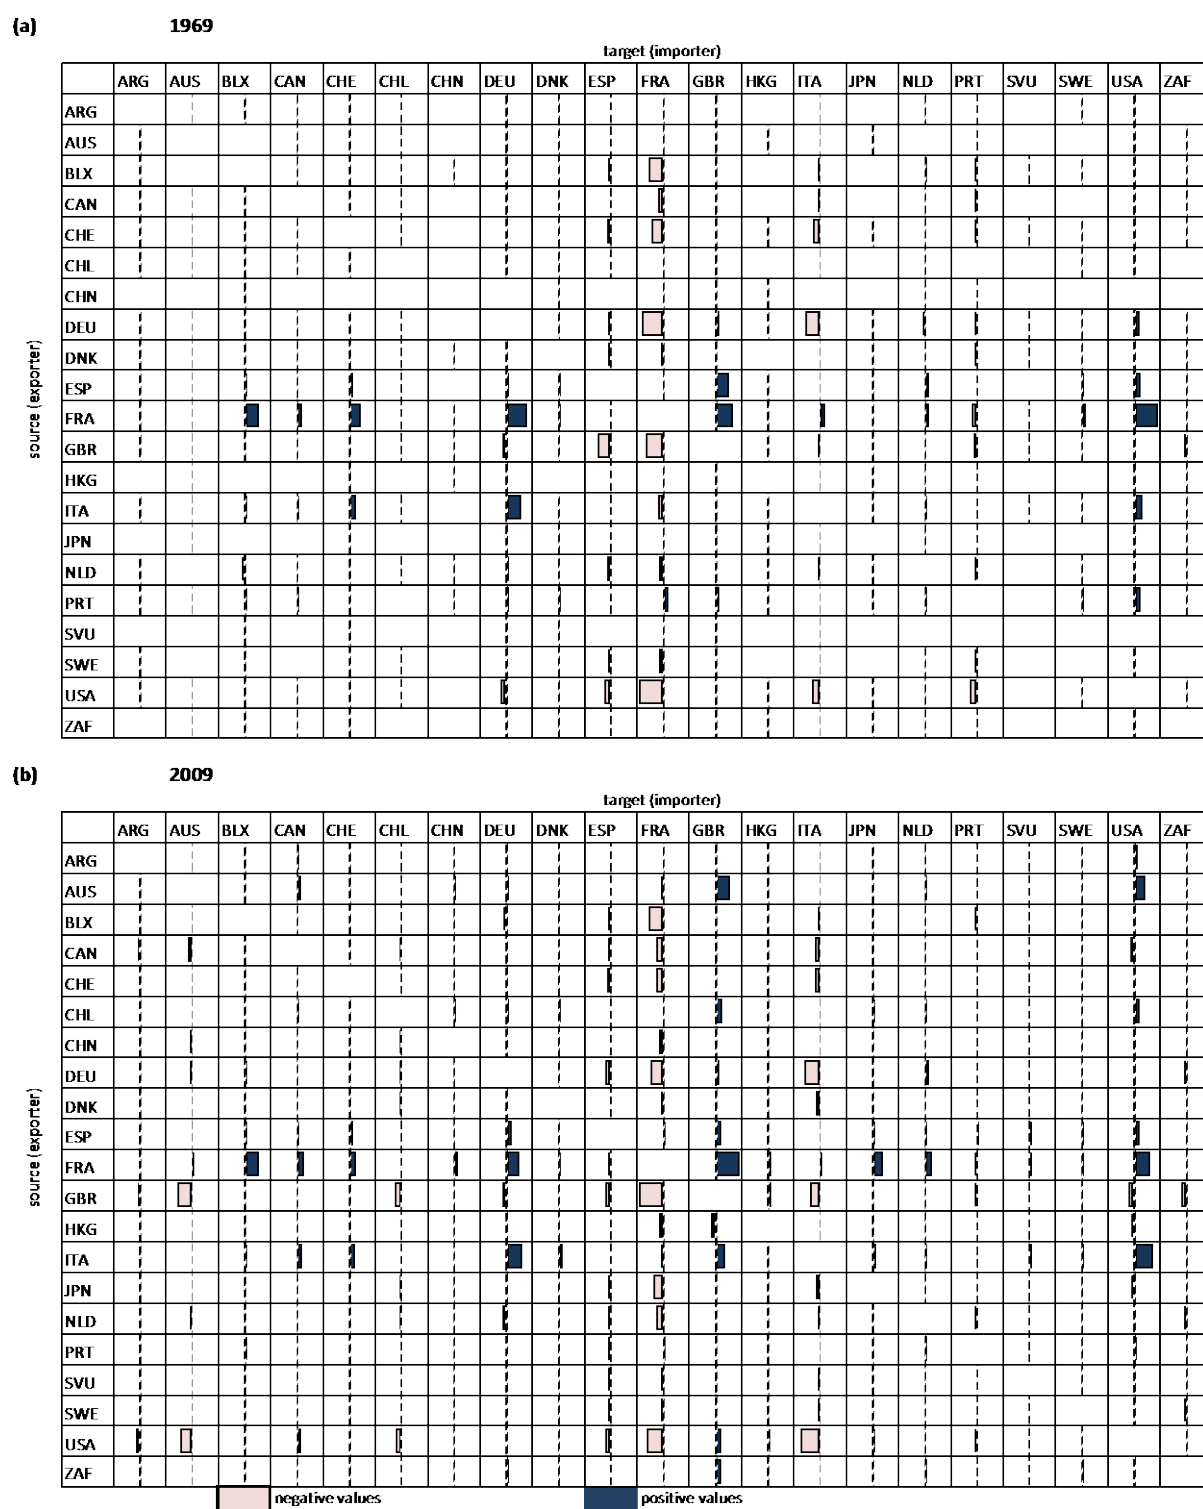 (a) 1969
target (importer)
ARG AUS BLX CAN CHE CHL CHN DEU DNK ESP FRA GBR HKG ITA JPN NLD PRT SVU SWE USA ZAF
source (exporter)
ARG
AUS
BLX
CAN
CHE
CHL
CHN
DEU
DNK
ESP
FRA
GBR
HKG
ITA
JPN
NLD
PRT
SVU
SWE
USA
ZAF
(b) 2009
target (importer)
ARG AUS BLX CAN CHE CHL CHN DEU DNK ESP FRA GBR HKG ITA JPN NLD PRT SVU SWE USA ZAF
source (exporter)
ARG
AUS
BLX
CAN
CHE
CHL
CHN
DEU
DNK
ESP
FRA
GBR
HKG
ITA
JPN
NLD
PRT
SVU
SWE
USA
ZAF
negative values positive values